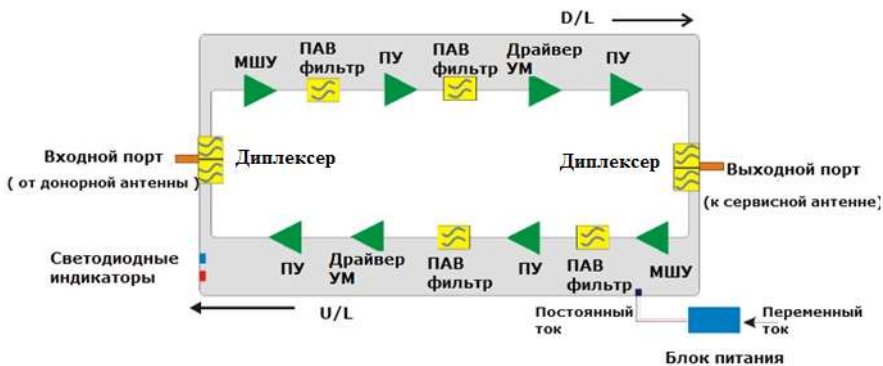 D/L
МШУ
ПАВ
фильтр
ПУ
ПАВ
фильтр
Драйвер
УМ
ПУ
Входной порт
( от донорной антенны )
Диплексер
Диплексер
Выходной порт
(к сервисной антенне)
Светодиодные
индикаторы
ПУ
Драйвер
УМ
ПАВ
фильтр
ПУ
ПАВ
фильтр
МШУ
U/L
Постоянный
ток
Переменный
ток
Блок питания